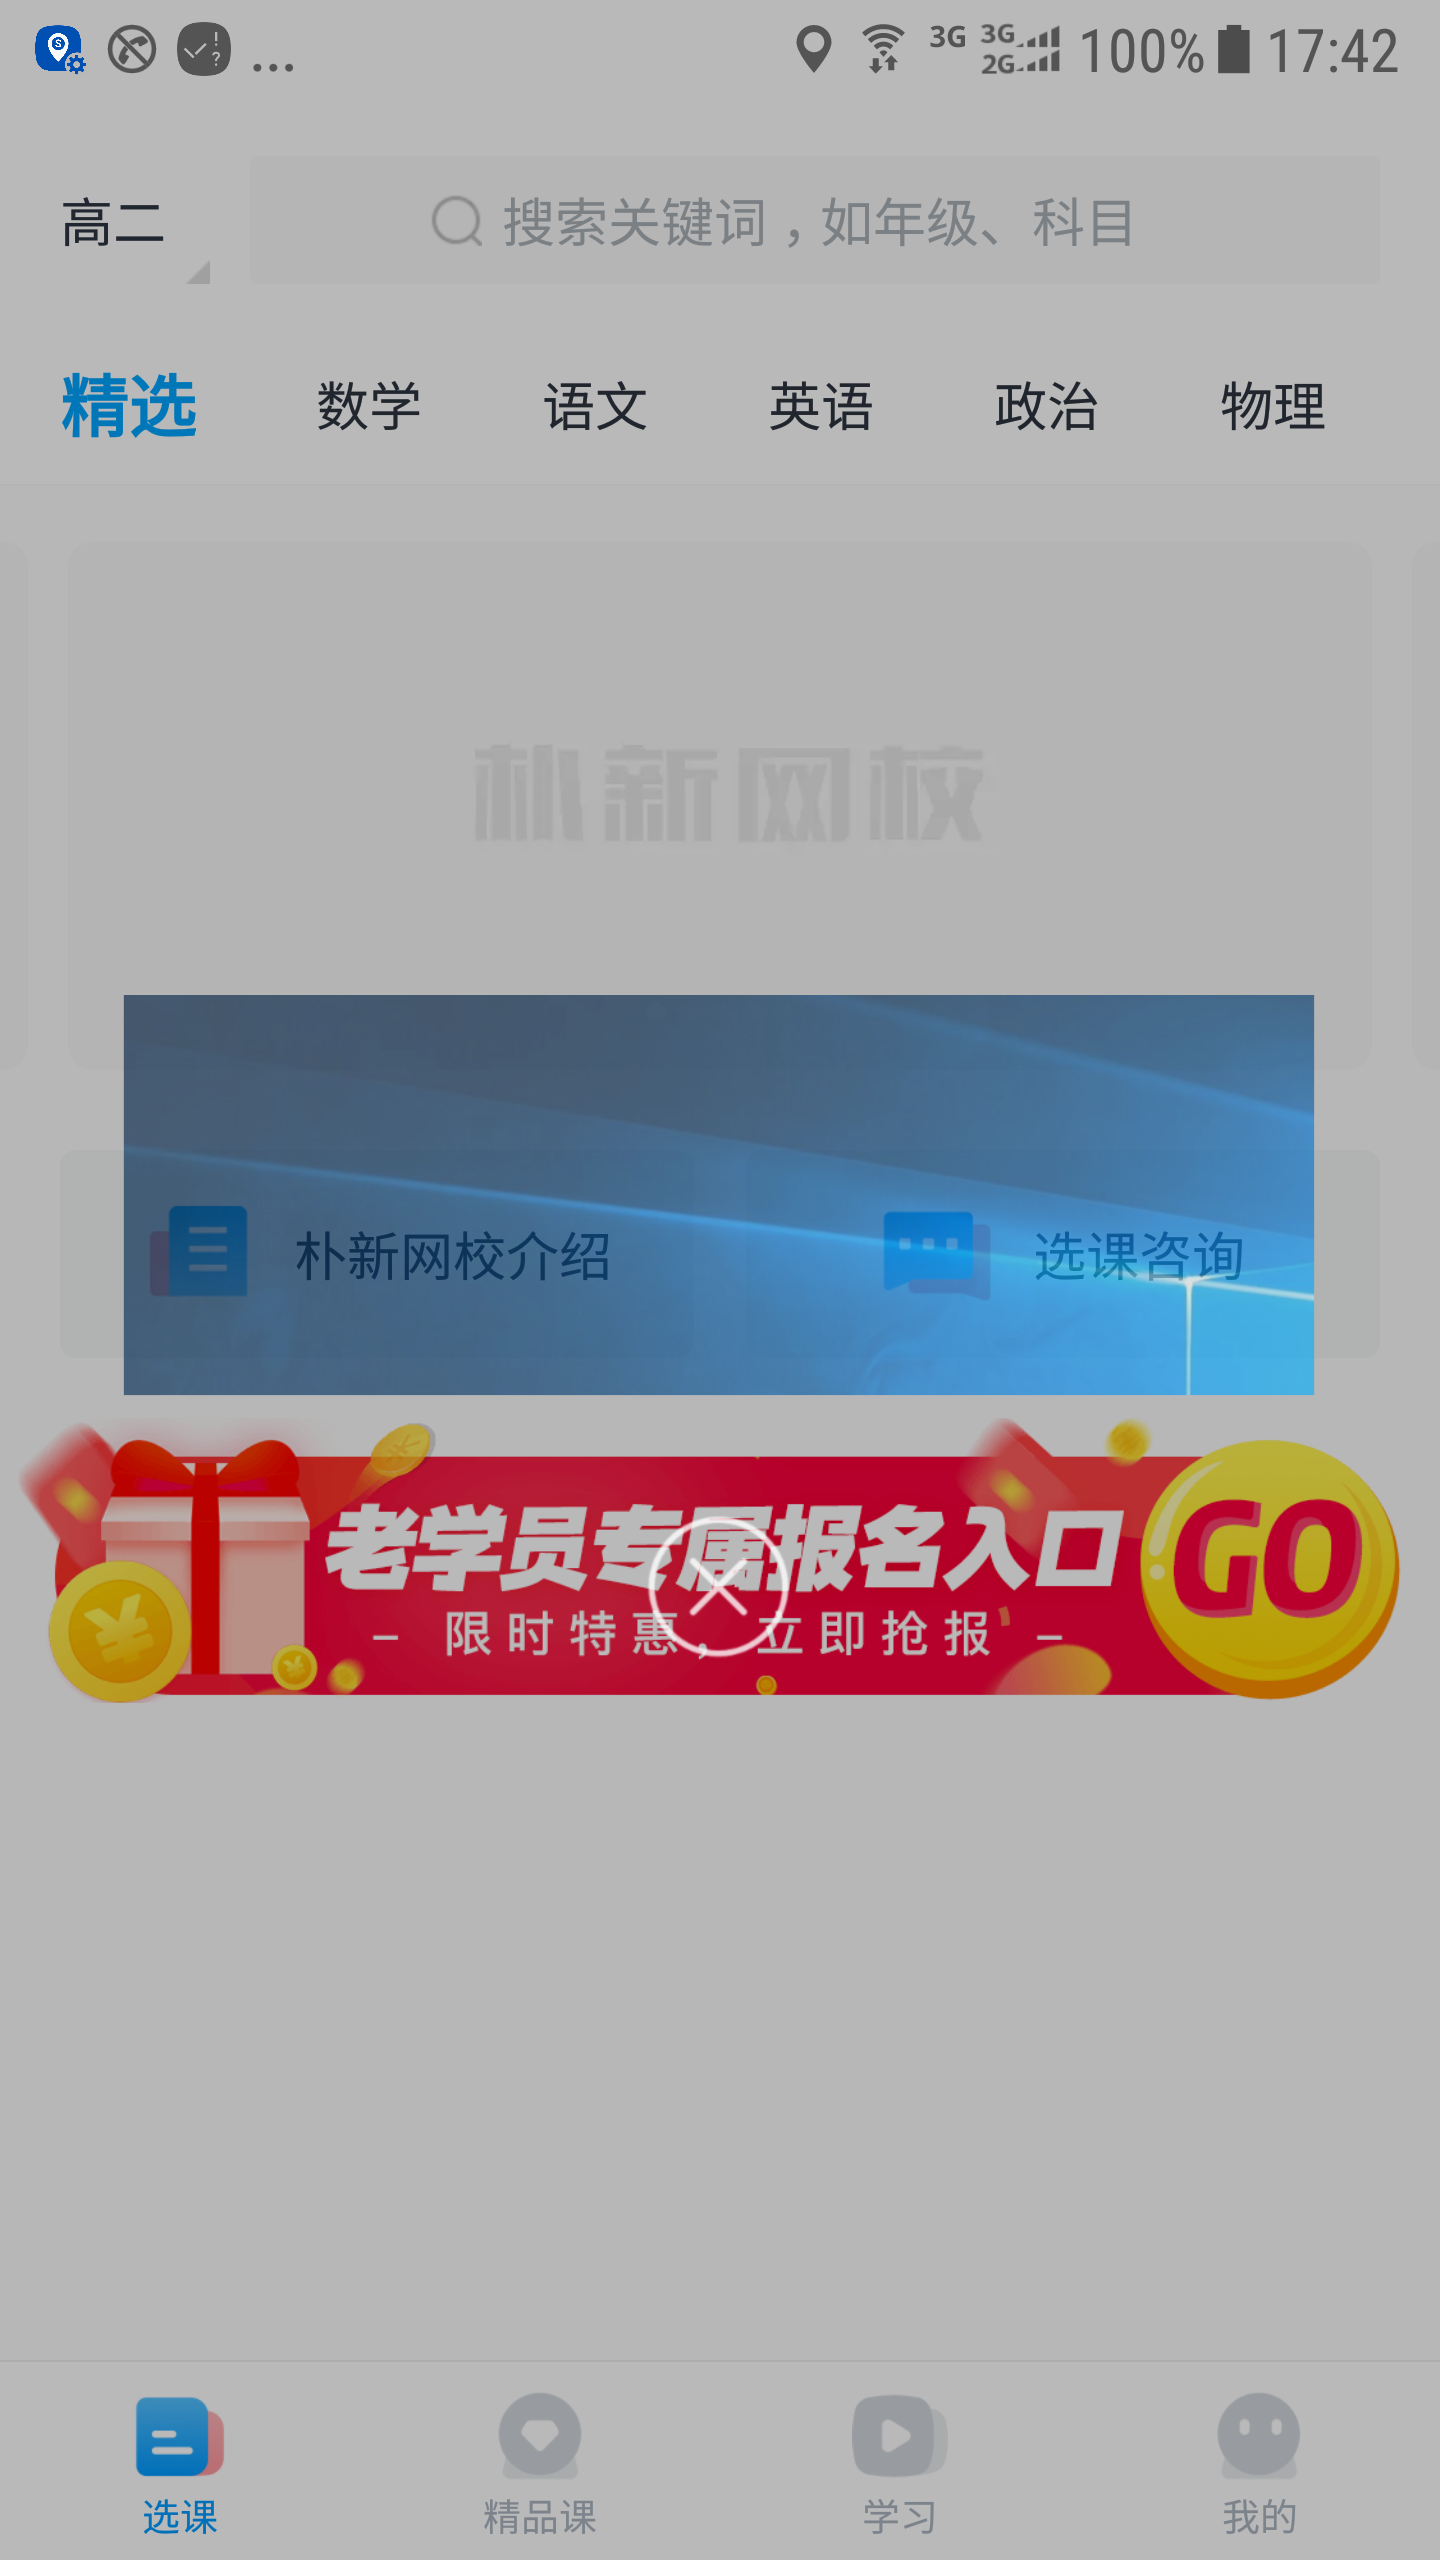 ... 3G 3G 2G 100% 17:42
高二 搜索关键词，如年级、科目
精选 数学 语文 英语 政治 物理
朴新网校
朴新网校介绍 选课咨询
老学员专属报名入口 GO
– 限时特惠，立即抢报 –
选课 精品课 学习 我的